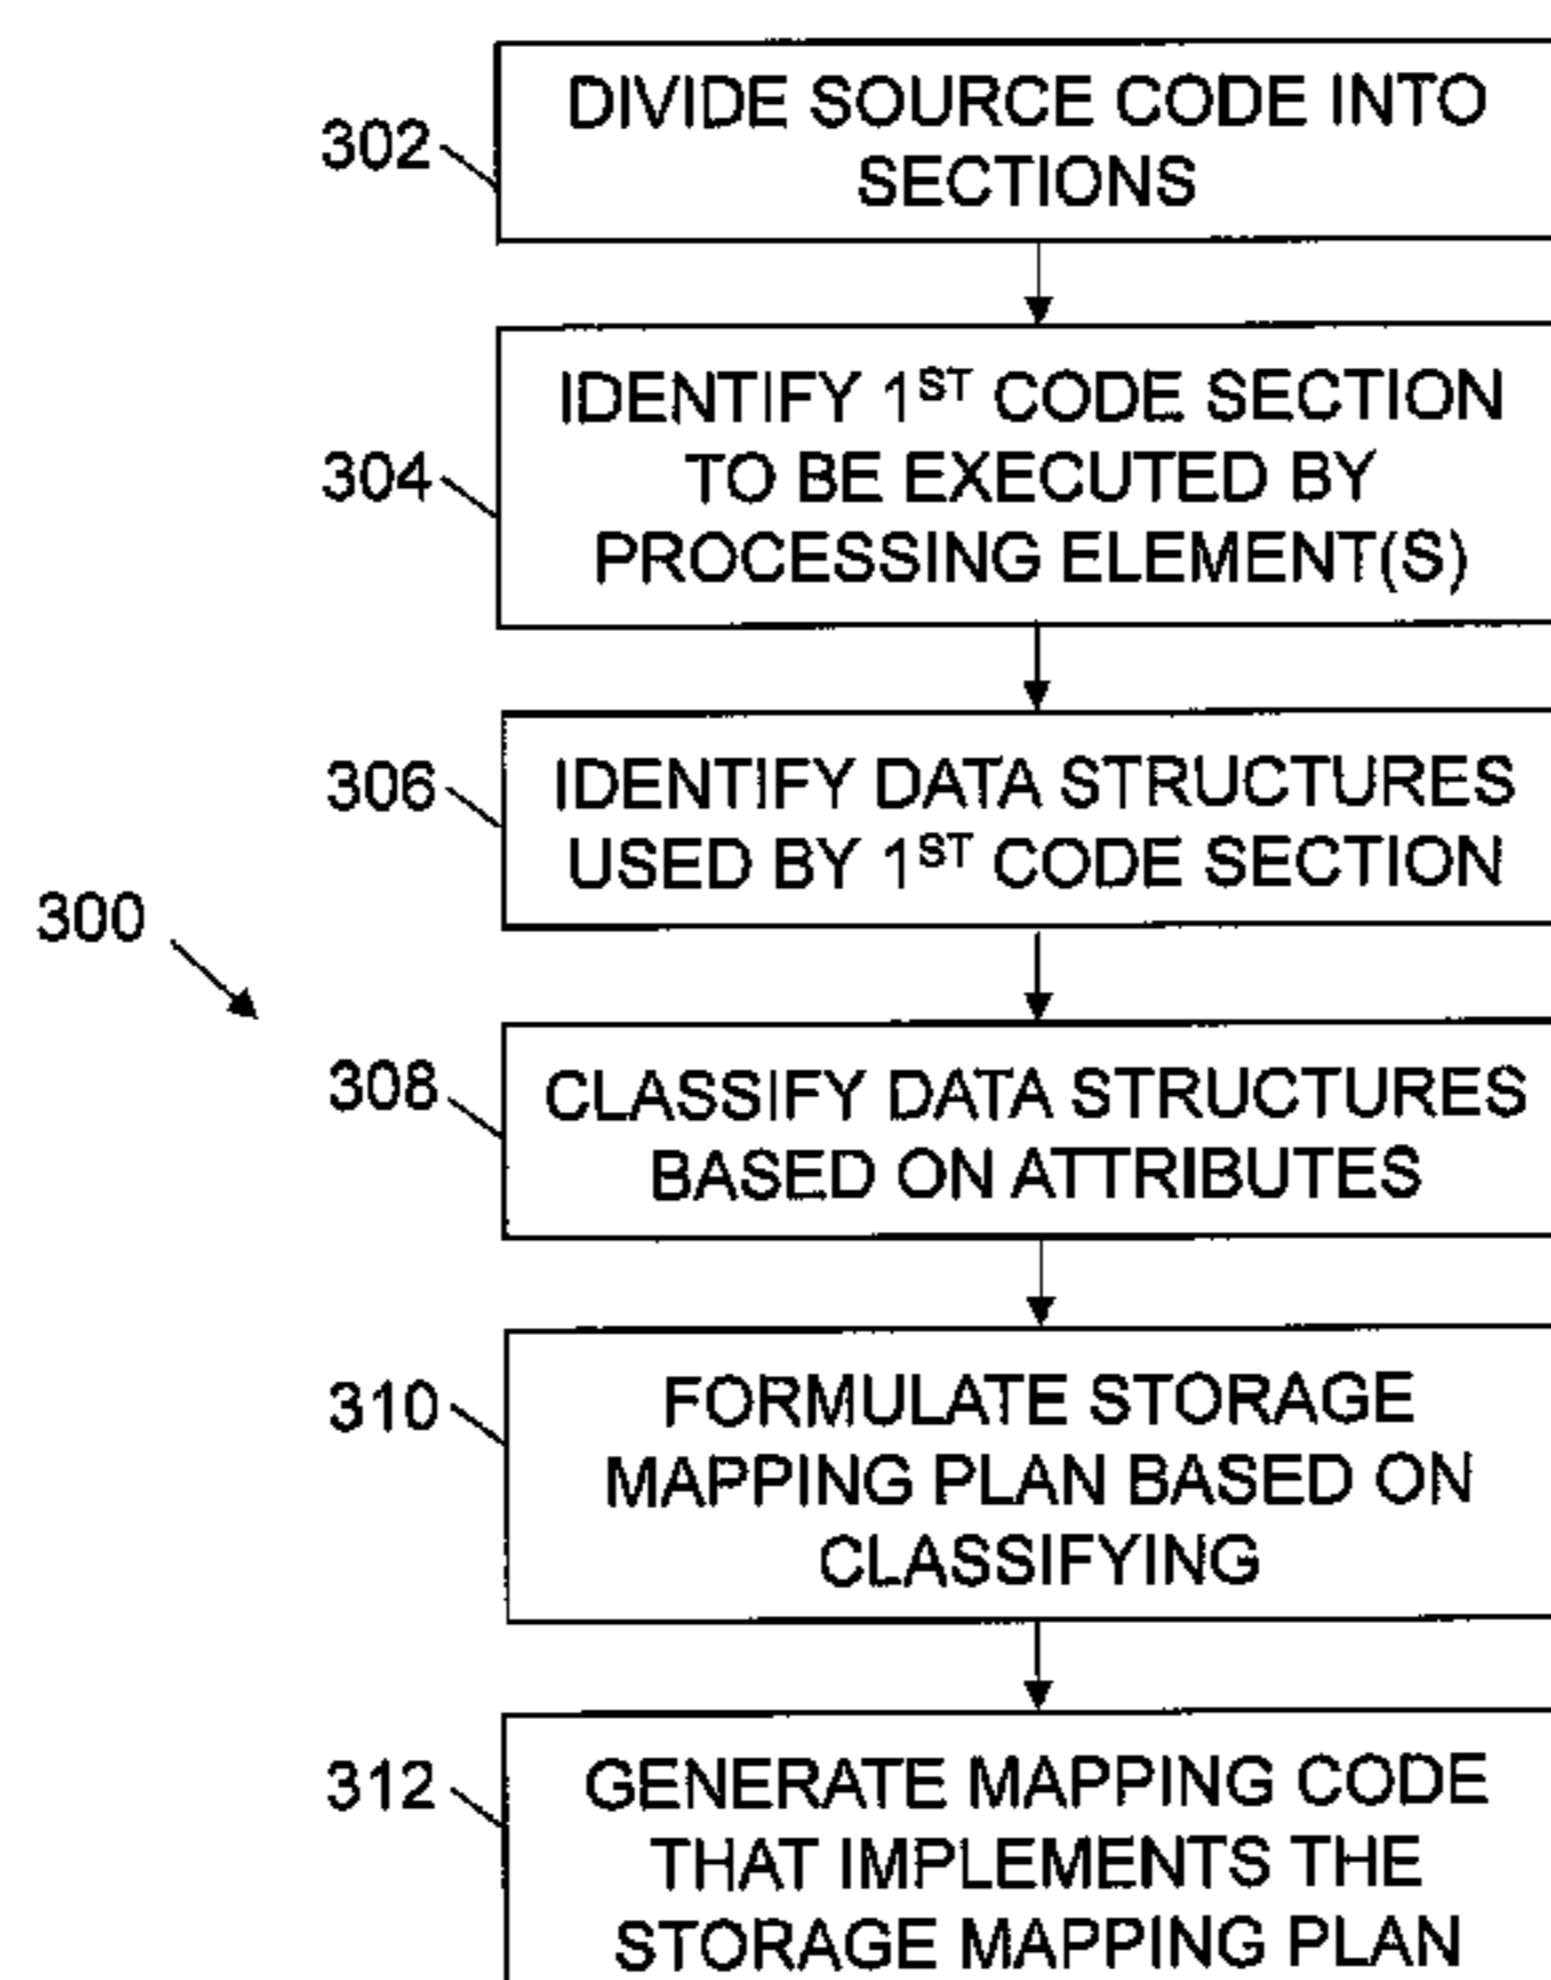 DIVIDE SOURCE CODE INTO
SECTIONS
302
IDENTIFY 1ST CODE SECTION
TO BE EXECUTED BY
PROCESSING ELEMENT(S)
304
IDENTIFY DATA STRUCTURES
USED BY 1ST CODE SECTION
306
300
CLASSIFY DATA STRUCTURES
BASED ON ATTRIBUTES
308
FORMULATE STORAGE
MAPPING PLAN BASED ON
CLASSIFYING
310
GENERATE MAPPING CODE
THAT IMPLEMENTS THE
STORAGE MAPPING PLAN
312